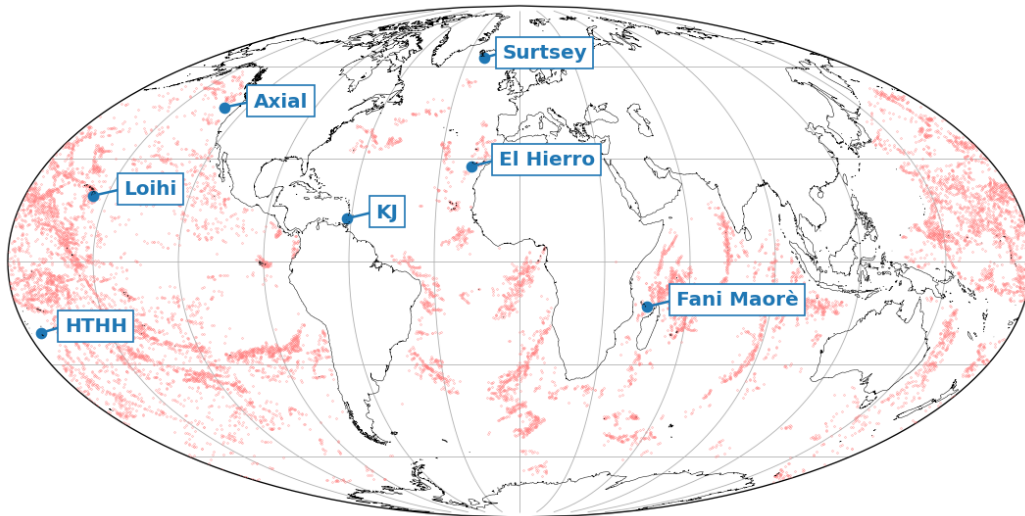 Surtsey
Axial
El Hierro
Loihi
KJ
Fani Maorè
HTHH